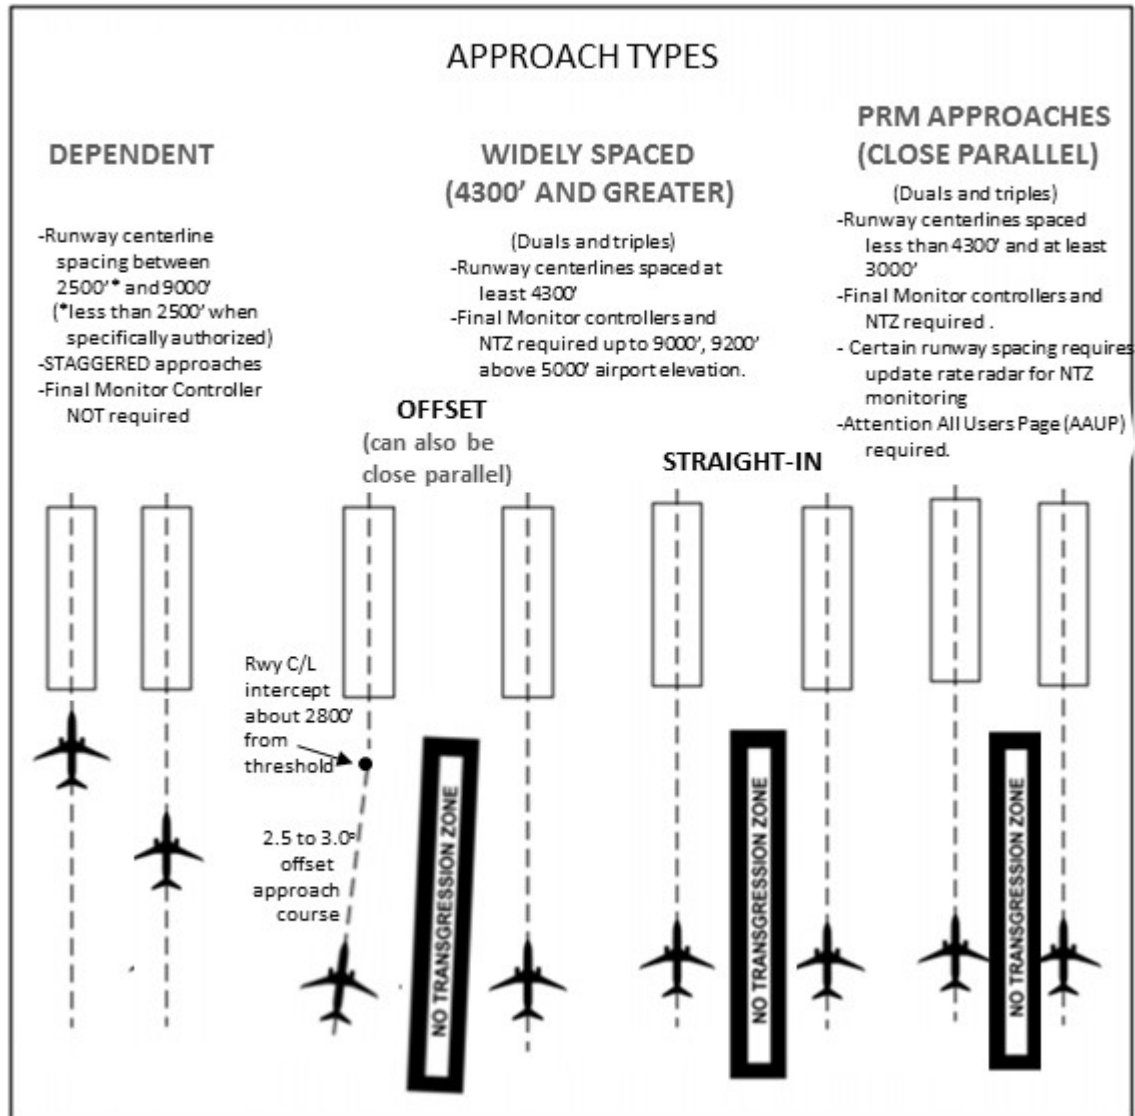 APPROACH TYPES
DEPENDENT
-Runway centerline
spacing between
2500'* and 9000'
(*less than 2500' when
specifically authorized)
-STAGGERED approaches
-Final Monitor Controller
NOT required
WIDELY SPACED
(4300' AND GREATER)
(Duals and triples)
-Runway centerlines spaced at
least 4300'
-Final Monitor controllers and
NTZ required up to 9000', 9200'
above 5000' airport elevation.
PRM APPROACHES
(CLOSE PARALLEL)
(Duals and triples)
-Runway centerlines spaced
less than 4300' and at least
3000'
-Final Monitor controllers and
NTZ required .
- Certain runway spacing requires
update rate radar for NTZ
monitoring
-Attention All Users Page (AAUP)
required.
OFFSET
(can also be
close parallel)
STRAIGHT-IN
Rwy C/L
intercept
about 2800'
from
threshold
2.5 to 3.0°
offset
approach
course
NO TRANSGRESSION ZONE
NO TRANSGRESSION ZONE
NO TRANSGRESSION ZONE